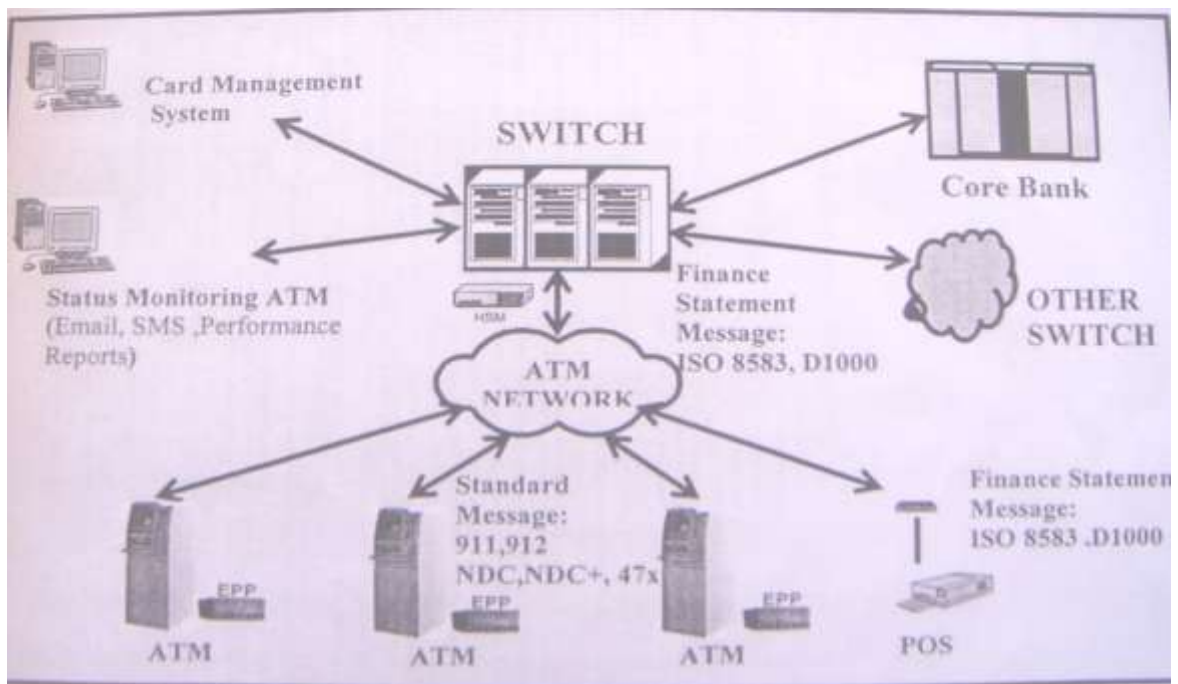 Card Management
System
SWITCH
Core Bank
Status Monitoring ATM
(Email, SMS ,Performance
Reports)
HSM
Finance
Statement
Message:
ISO 8583, D1000
OTHER
SWITCH
ATM
NETWORK
Standard
Message:
911,912
NDC,NDC+, 47x
Finance Statemen
Message:
ISO 8583 .D1000
EPP
ATM
EPP
ATM
EPP
ATM
POS